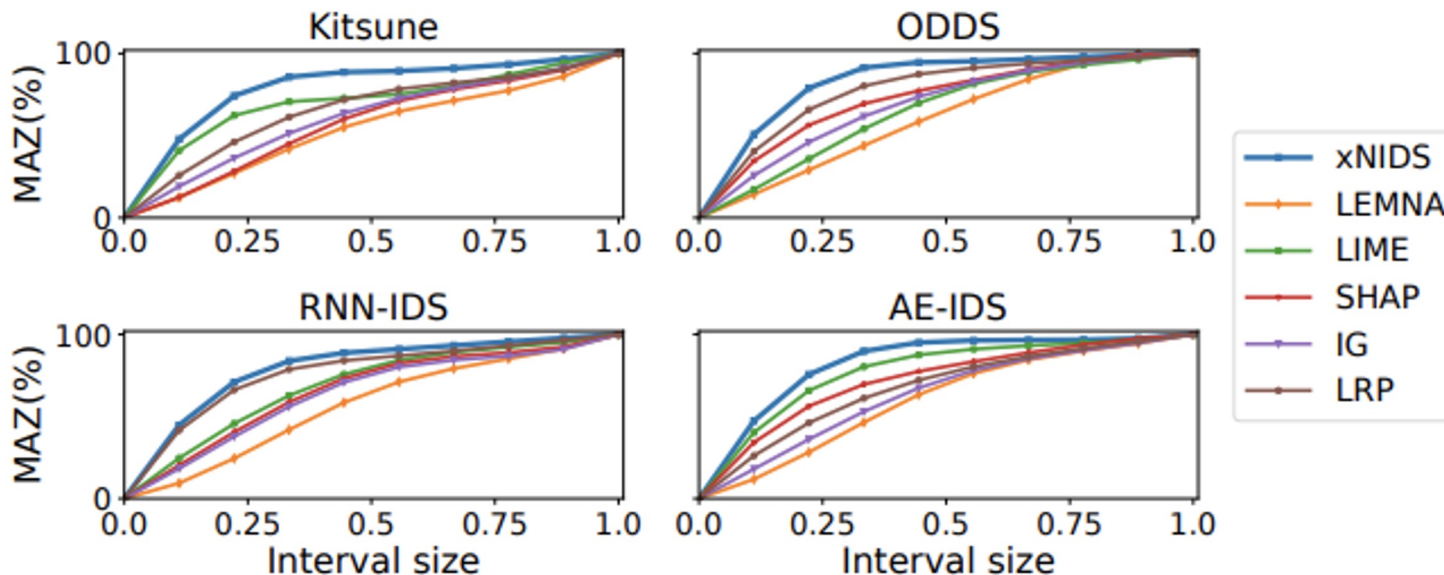 Kitsune
ODDS
MAZ(%)
100
0
0.0 0.25 0.5 0.75 1.0
0.0 0.25 0.5 0.75 1.0
RNN-IDS
AE-IDS
MAZ(%)
100
0
0.0 0.25 0.5 0.75 1.0
0.0 0.25 0.5 0.75 1.0
Interval size
Interval size
xNIDS
LEMNA
LIME
SHAP
IG
LRP